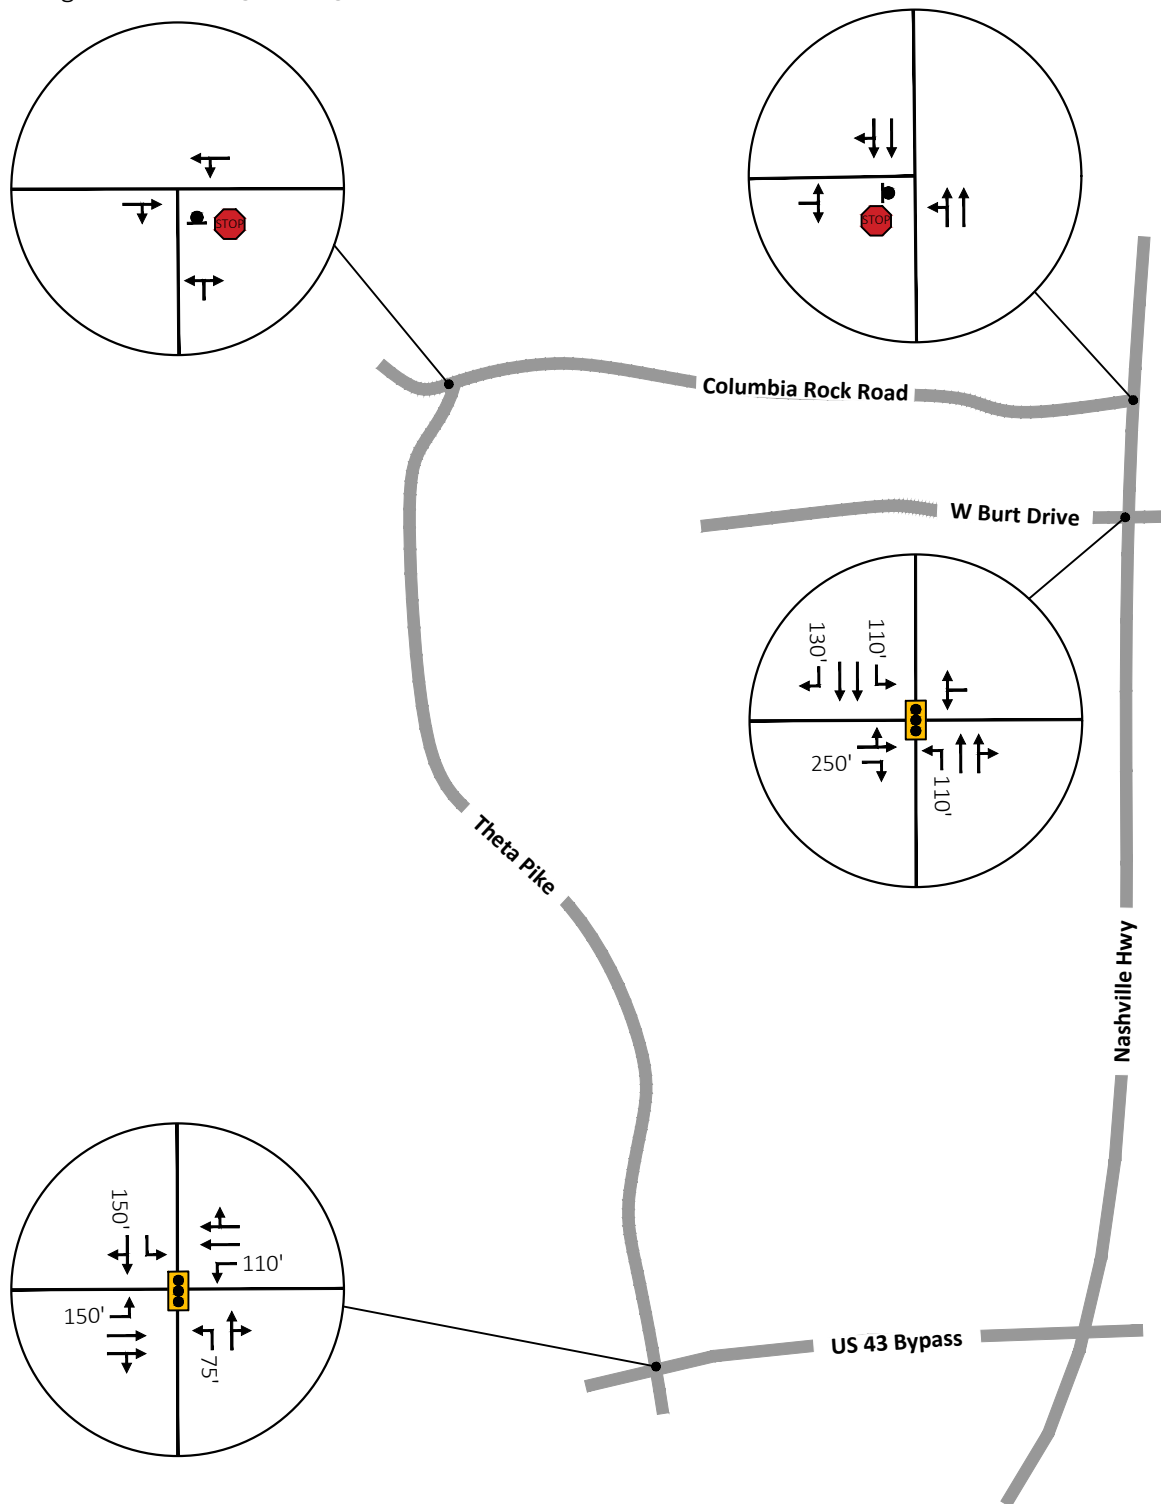 STOP
STOP
Columbia Rock Road
W Burt Drive
130'
110'
250'
110'
Theta Pike
Nashville Hwy
150'
110'
150'
75'
US 43 Bypass